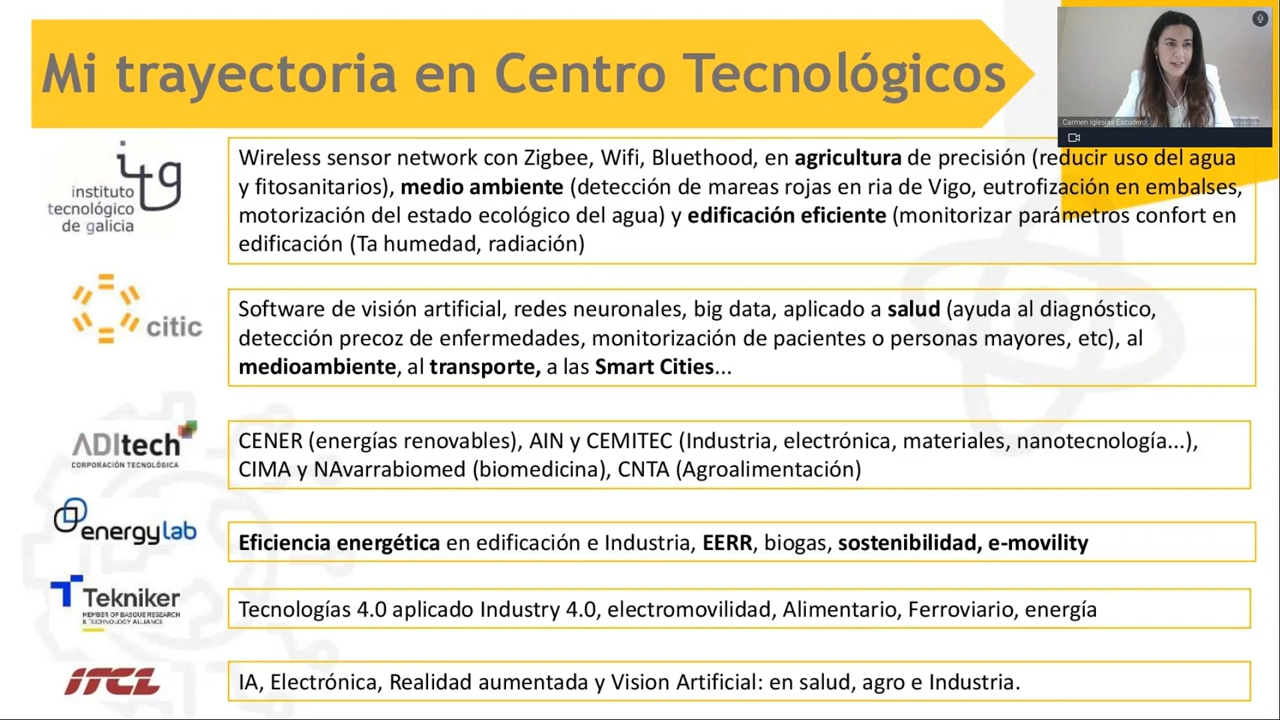 Mi trayectoria en Centro Tecnológicos
Carmen Iglesias Escudero
itg
instituto
tecnológico
de galicia
Wireless sensor network con Zigbee, Wifi, Bluethood, en agricultura de precisión (reducir uso del agua
y fitosanitarios), medio ambiente (detección de mareas rojas en ria de Vigo, eutrofización en embalses,
motorización del estado ecológico del agua) y edificación eficiente (monitorizar parámetros confort en
edificación (Ta humedad, radiación)
citic
Software de visión artificial, redes neuronales, big data, aplicado a salud (ayuda al diagnóstico,
detección precoz de enfermedades, monitorización de pacientes o personas mayores, etc), al
medioambiente, al transporte, a las Smart Cities...
ADItech
CORPORACIÓN TECNOLÓGICA
CENER (energías renovables), AIN y CEMITEC (Industria, electrónica, materiales, nanotecnología...),
CIMA y NAvarrabiomed (biomedicina), CNTA (Agroalimentación)
energylab
Eficiencia energética en edificación e Industria, EERR, biogas, sostenibilidad, e-movility
Tekniker
MEMBER OF BASQUE RESEARCH
& TECHNOLOGY ALLIANCE
Tecnologías 4.0 aplicado Industry 4.0, electromovilidad, Alimentario, Ferroviario, energía
ITCL
IA, Electrónica, Realidad aumentada y Vision Artificial: en salud, agro e Industria.